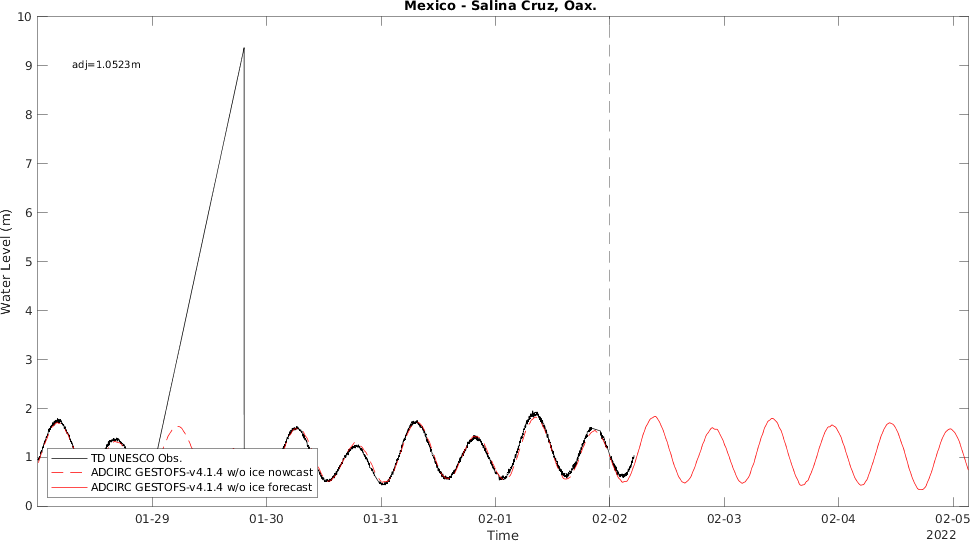 Mexico - Salina Cruz, Oax.
10
9
8
7
6
5
4
3
2
1
0
Water Level (m)
adj=1.0523m
TD UNESCO Obs.
ADCIRC GESTOFS-v4.1.4 w/o ice nowcast
ADCIRC GESTOFS-v4.1.4 w/o ice forecast
01-29 01-30 01-31 02-01 02-02 02-03 02-04 02-05
Time
2022